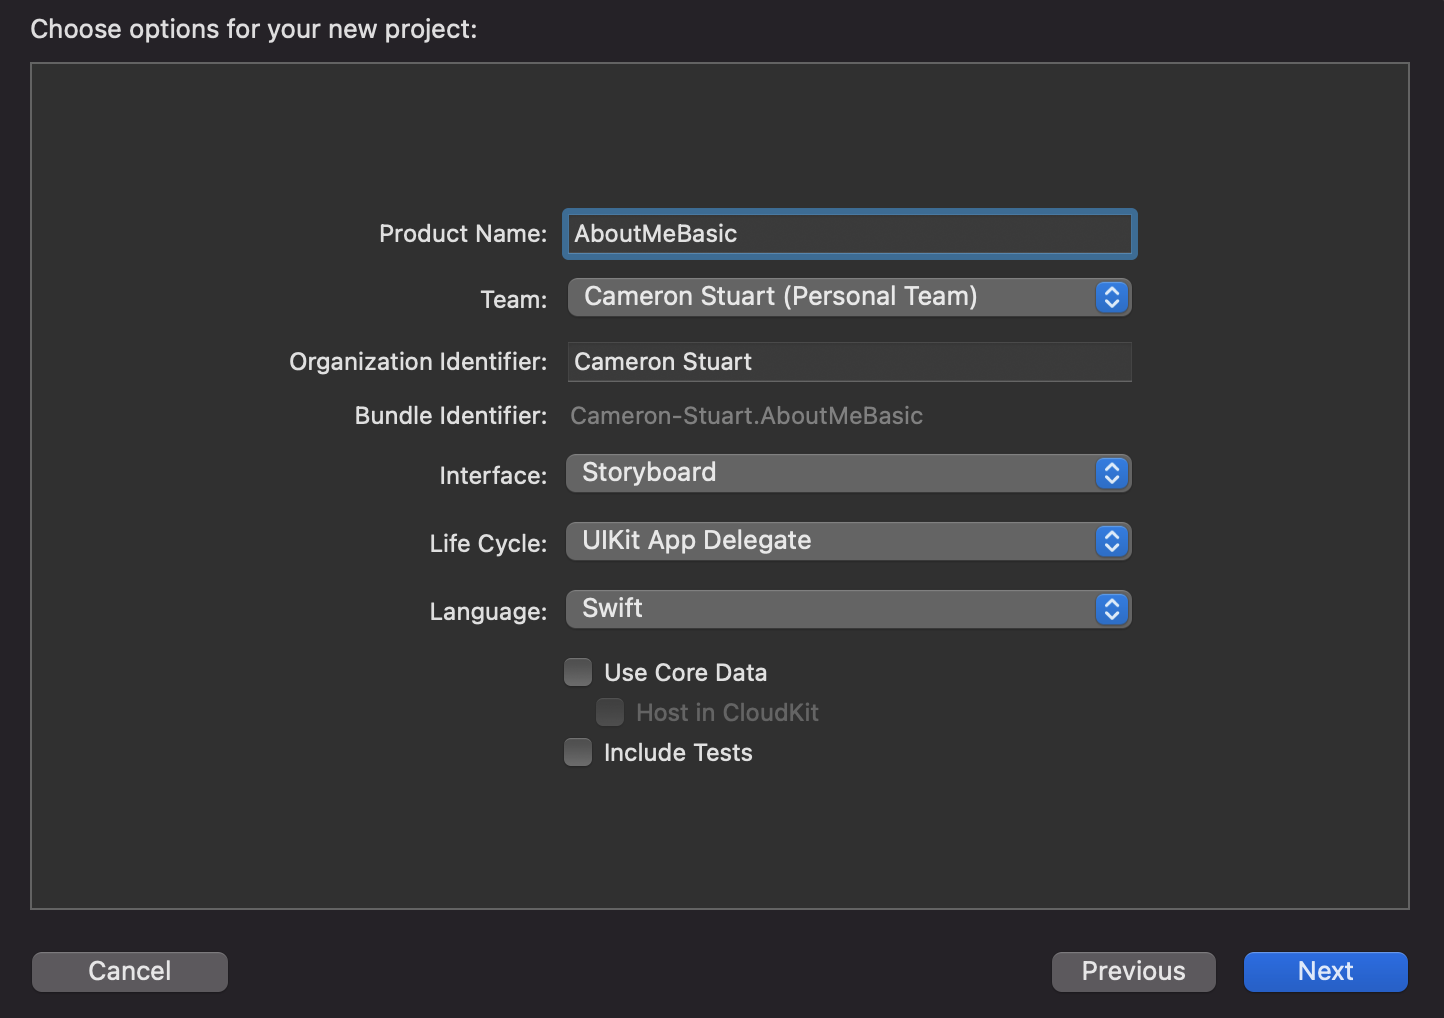 Choose options for your new project:
Product Name: AboutMeBasic
Team: Cameron Stuart (Personal Team)
Organization Identifier: Cameron Stuart
Bundle Identifier: Cameron-Stuart.AboutMeBasic
Interface: Storyboard
Life Cycle: UIKit App Delegate
Language: Swift
Use Core Data
Host in CloudKit
Include Tests
Cancel Previous Next